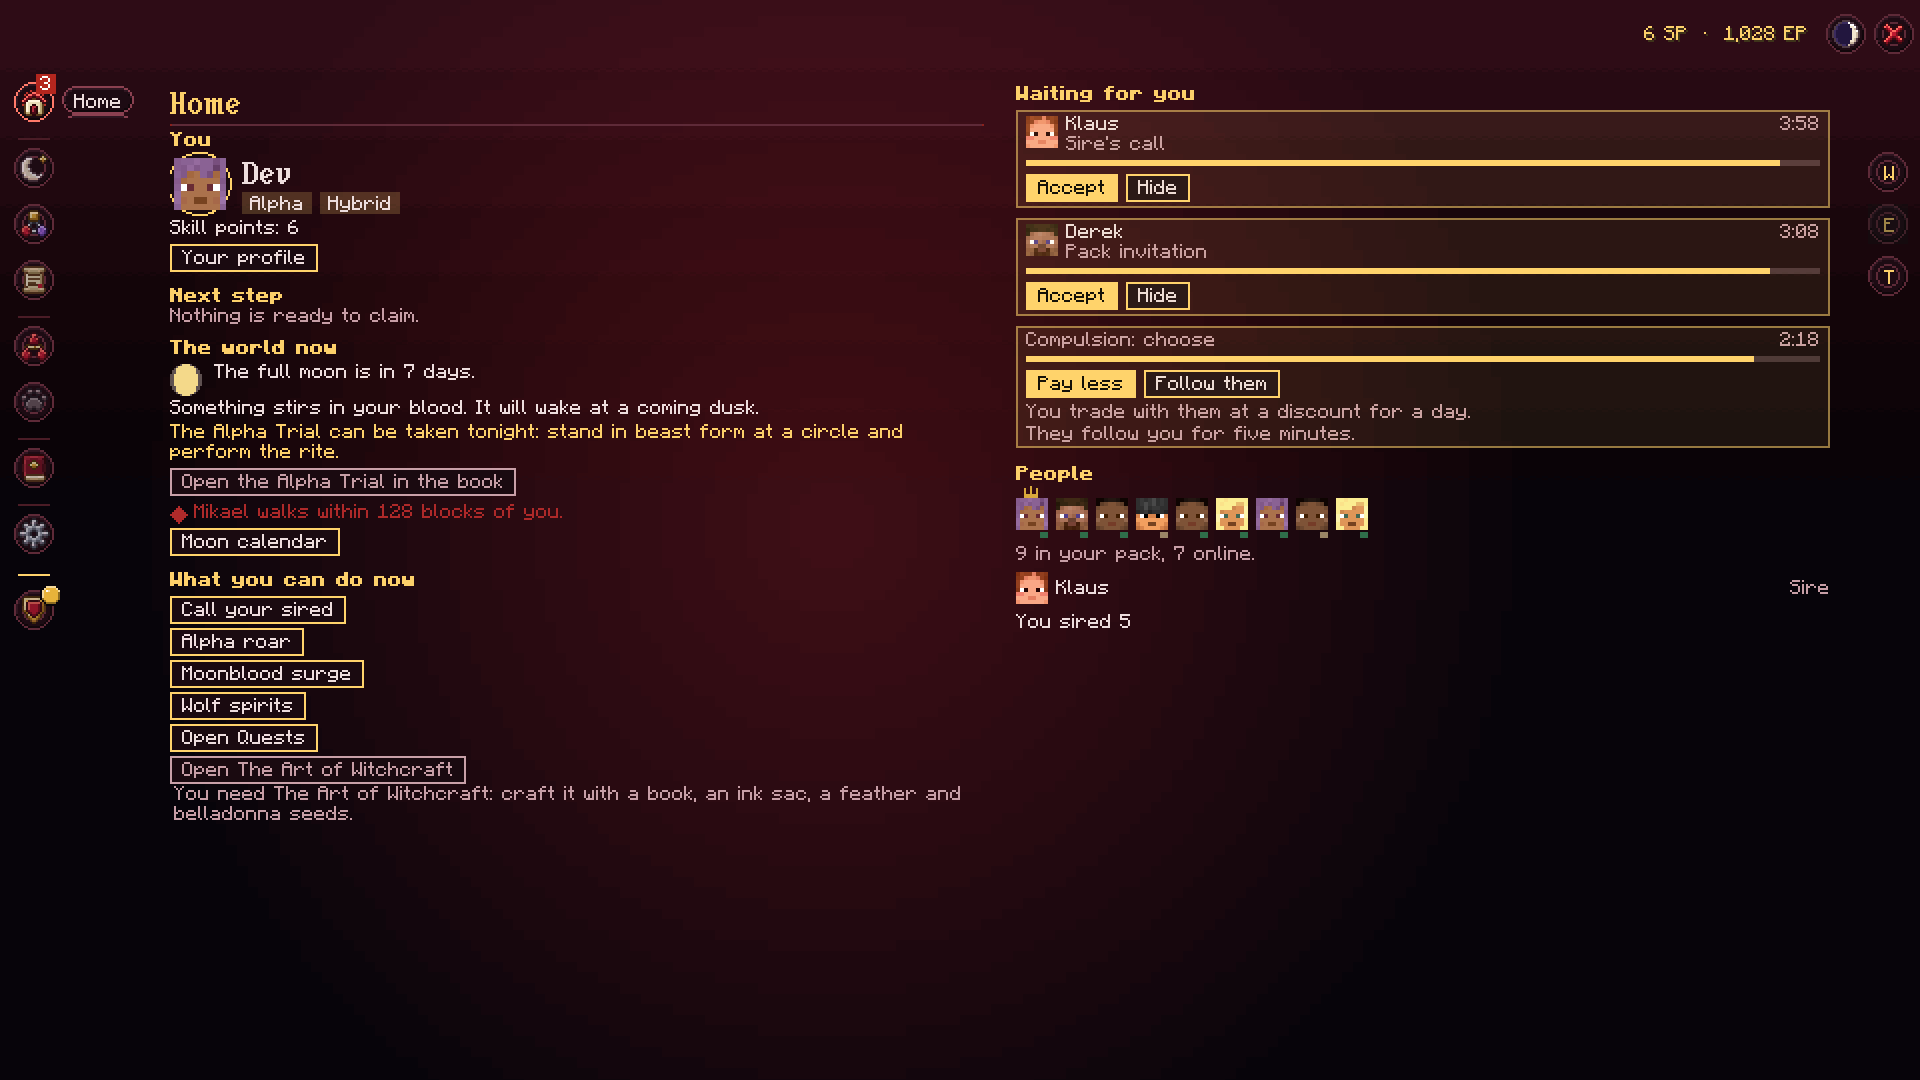 6 SP · 1,028 EP
3
Home
Home
You
Dev
Alpha Hybrid
Skill points: 6
Your profile
Next step
Nothing is ready to claim.
The world now
The full moon is in 7 days.
Something stirs in your blood. It will wake at a coming dusk.
The Alpha Trial can be taken tonight: stand in beast form at a circle and
perform the rite.
Open the Alpha Trial in the book
Mikael walks within 128 blocks of you.
Moon calendar
What you can do now
Call your sired
Alpha roar
Moonblood surge
Wolf spirits
Open Quests
Open The Art of Witchcraft
You need The Art of Witchcraft: craft it with a book, an ink sac, a feather and
belladonna seeds.
Waiting for you
Klaus 3:58
Sire's call
Accept Hide
Derek 3:08
Pack invitation
Accept Hide
Compulsion: choose 2:18
Pay less Follow them
You trade with them at a discount for a day.
They follow you for five minutes.
People
9 in your pack, 7 online.
Klaus Sire
You sired 5
W
E
T